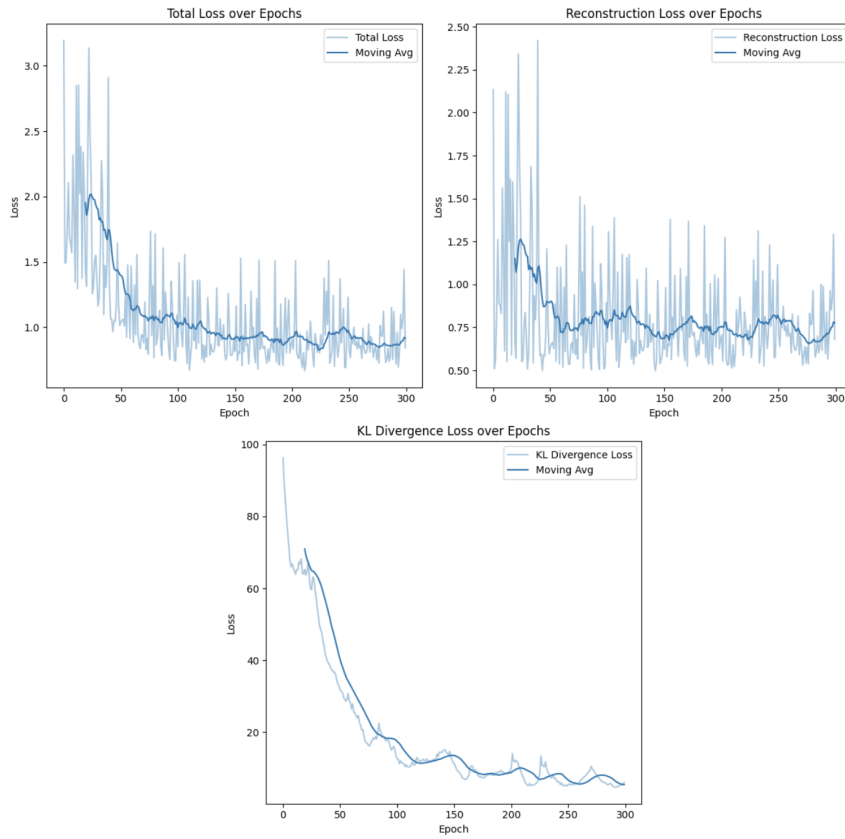 Total Loss over Epochs
Total Loss
Moving Avg
3.0
2.5
2.0
1.5
1.0
Loss
0
50
100
150
200
250
300
Epoch
Reconstruction Loss over Epochs
Reconstruction Loss
Moving Avg
2.50
2.25
2.00
1.75
1.50
1.25
1.00
0.75
0.50
Loss
0
50
100
150
200
250
300
Epoch
KL Divergence Loss over Epochs
KL Divergence Loss
Moving Avg
100
80
60
40
20
Loss
0
50
100
150
200
250
300
Epoch